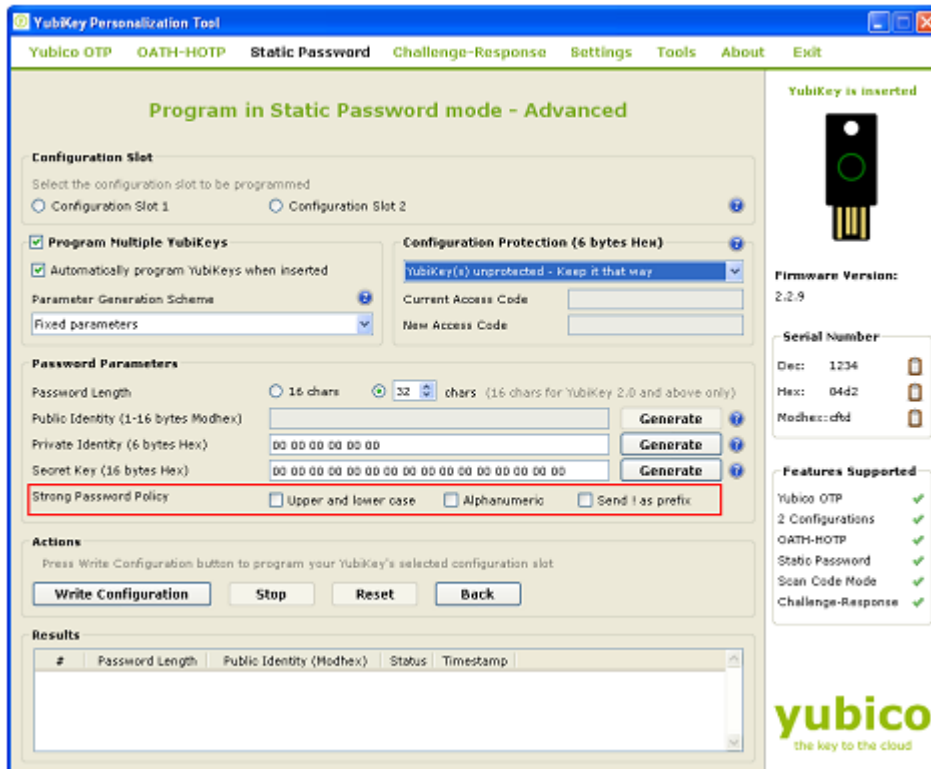 YubiKey Personalization Tool
Yubico OTP OATH-HOTP Static Password Challenge-Response Settings Tools About Exit
Program in Static Password mode - Advanced
Configuration Slot
Select the configuration slot to be programmed
Configuration Slot 1 Configuration Slot 2
Program Multiple YubiKeys
Automatically program YubiKeys when inserted
Parameter Generation Scheme
Fixed parameters
Configuration Protection (6 bytes Hex)
YubiKey(s) unprotected - Keep it that way
Current Access Code
New Access Code
Password Parameters
Password Length 16 chars 32 chars (16 chars for YubiKey 2.0 and above only)
Public Identity (1-16 bytes Modhex) Generate
Private Identity (6 bytes Hex) 00 00 00 00 00 00 Generate
Secret Key (16 bytes Hex) 00 00 00 00 00 00 00 00 00 00 00 00 00 00 00 00 Generate
Strong Password Policy Upper and lower case Alphanumeric Send ! as prefix
Actions
Press Write Configuration button to program your YubiKey's selected configuration slot
Write Configuration Stop Reset Back
Results
# Password Length Public Identity (Modhex) Status Timestamp
YubiKey is inserted
Firmware Version:
2.2.9
Serial Number
Dec: 1234
Hex: 04d2
Modhex: cftd
Features Supported
Yubico OTP
2 Configurations
OATH-HOTP
Static Password
Scan Code Mode
Challenge-Response
yubico
the key to the cloud